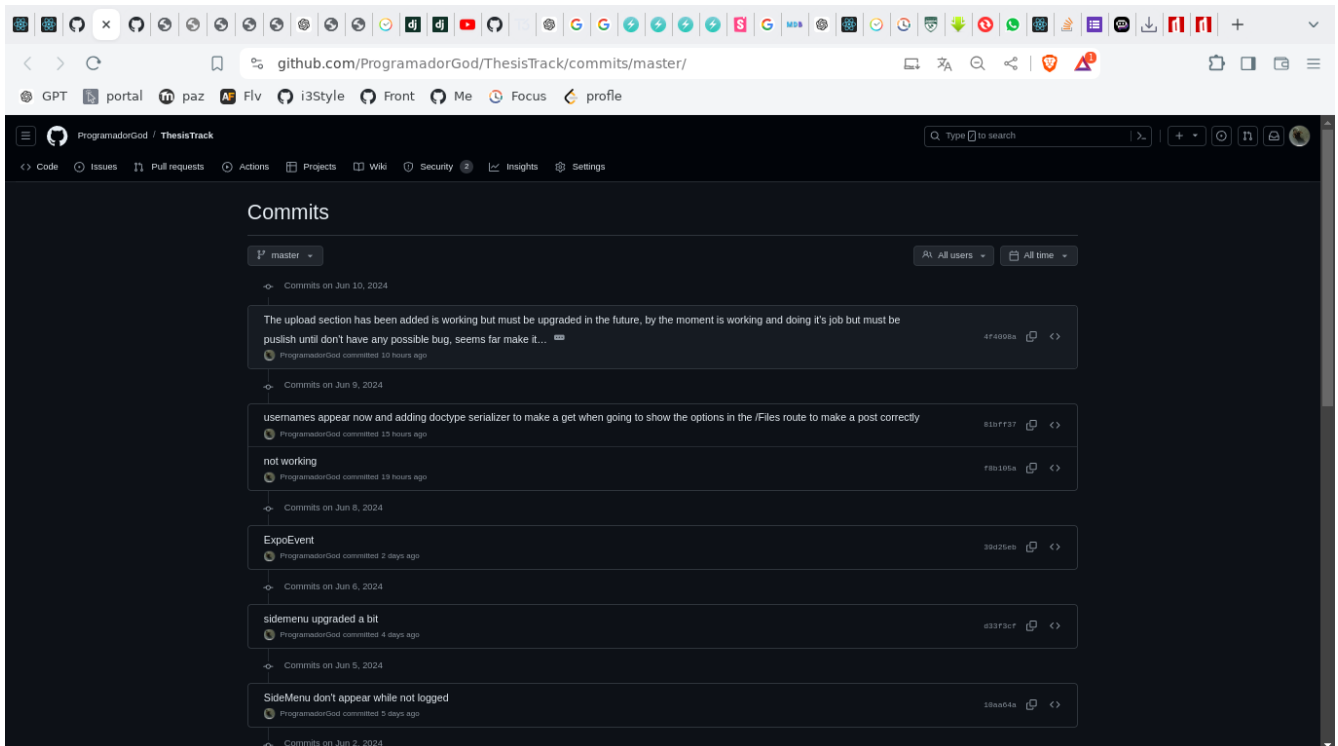 github.com/ProgramadorGod/ThesisTrack/commits/master/
1
GPT portal paz Flv i3Style Front Me Focus profle
ProgramadorGod / ThesisTrack
Type / to search
Code Issues Pull requests Actions Projects Wiki Security 2 Insights Settings
Commits
master All users All time
Commits on Jun 10, 2024
The upload section has been added is working but must be upgraded in the future, by the moment is working and doing it's job but must be
puslish until don't have any possible bug, seems far make it…
4f4098a
ProgramadorGod committed 10 hours ago
Commits on Jun 9, 2024
usernames appear now and adding doctype serializer to make a get when going to show the options in the /Files route to make a post correctly
81bff37
ProgramadorGod committed 15 hours ago
not working
f8b105a
ProgramadorGod committed 19 hours ago
Commits on Jun 8, 2024
ExpoEvent
39d25eb
ProgramadorGod committed 2 days ago
Commits on Jun 6, 2024
sidemenu upgraded a bit
d33f3cf
ProgramadorGod committed 4 days ago
Commits on Jun 5, 2024
SideMenu don't appear while not logged
10aa64a
ProgramadorGod committed 5 days ago
Commits on Jun 2, 2024